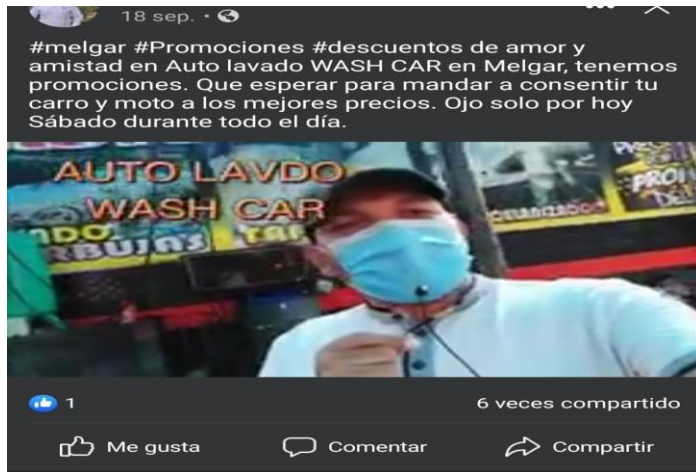 18 sep.
#melgar #Promociones #descuentos de amor y
amistad en Auto lavado WASH CAR en Melgar, tenemos
promociones. Que esperar para mandar a consentir tu
carro y moto a los mejores precios. Ojo solo por hoy
Sábado durante todo el día.
AUTO LAVDO
WASH CAR
1
6 veces compartido
Me gusta
Comentar
Compartir